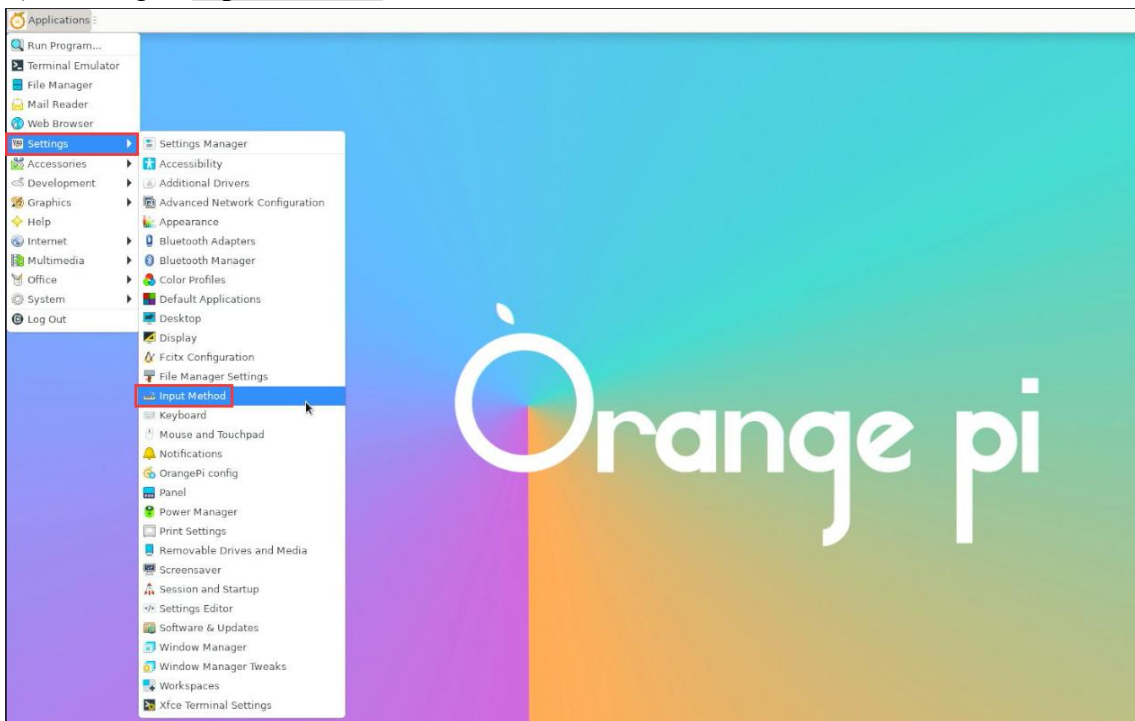 Applications
Run Program...
Terminal Emulator
File Manager
Mail Reader
Web Browser
Settings
Accessories
Development
Graphics
Help
Internet
Multimedia
Office
System
Log Out
Settings Manager
Accessibility
Additional Drivers
Advanced Network Configuration
Appearance
Bluetooth Adapters
Bluetooth Manager
Color Profiles
Default Applications
Desktop
Display
Fcitx Configuration
File Manager Settings
Input Method
Keyboard
Mouse and Touchpad
Notifications
OrangePi config
Panel
Power Manager
Print Settings
Removable Drives and Media
Screensaver
Session and Startup
Settings Editor
Software & Updates
Window Manager
Window Manager Tweaks
Workspaces
Xfce Terminal Settings
Orange pi